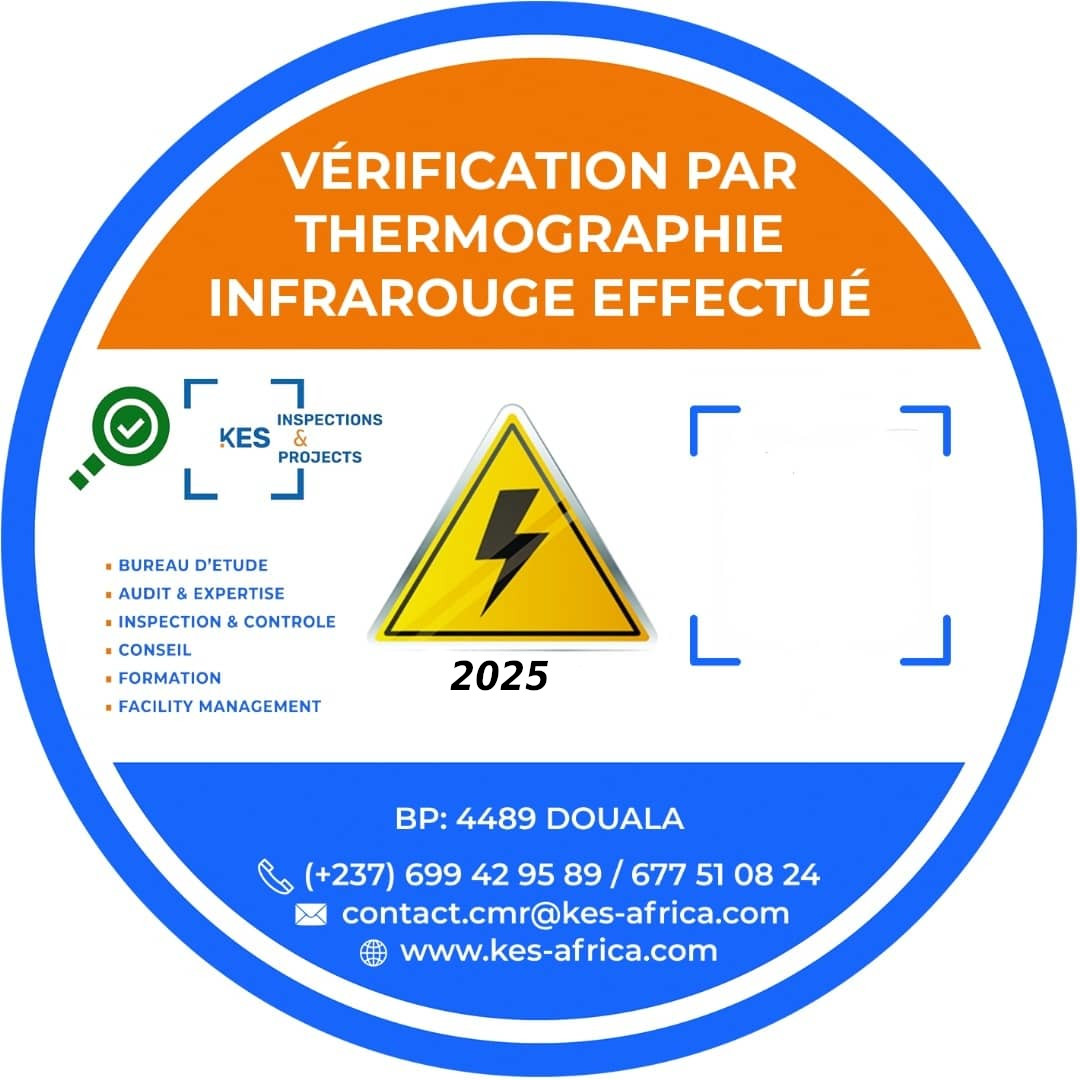 VÉRIFICATION PAR
THERMOGRAPHIE
INFRAROUGE EFFECTUÉ
KES INSPECTIONS
&
PROJECTS
BUREAU D'ETUDE
AUDIT & EXPERTISE
INSPECTION & CONTROLE
CONSEIL
FORMATION
FACILITY MANAGEMENT
2025
BP: 4489 DOUALA
(+237) 699 42 95 89 / 677 51 08 24
contact.cmr@kes-africa.com
www.kes-africa.com